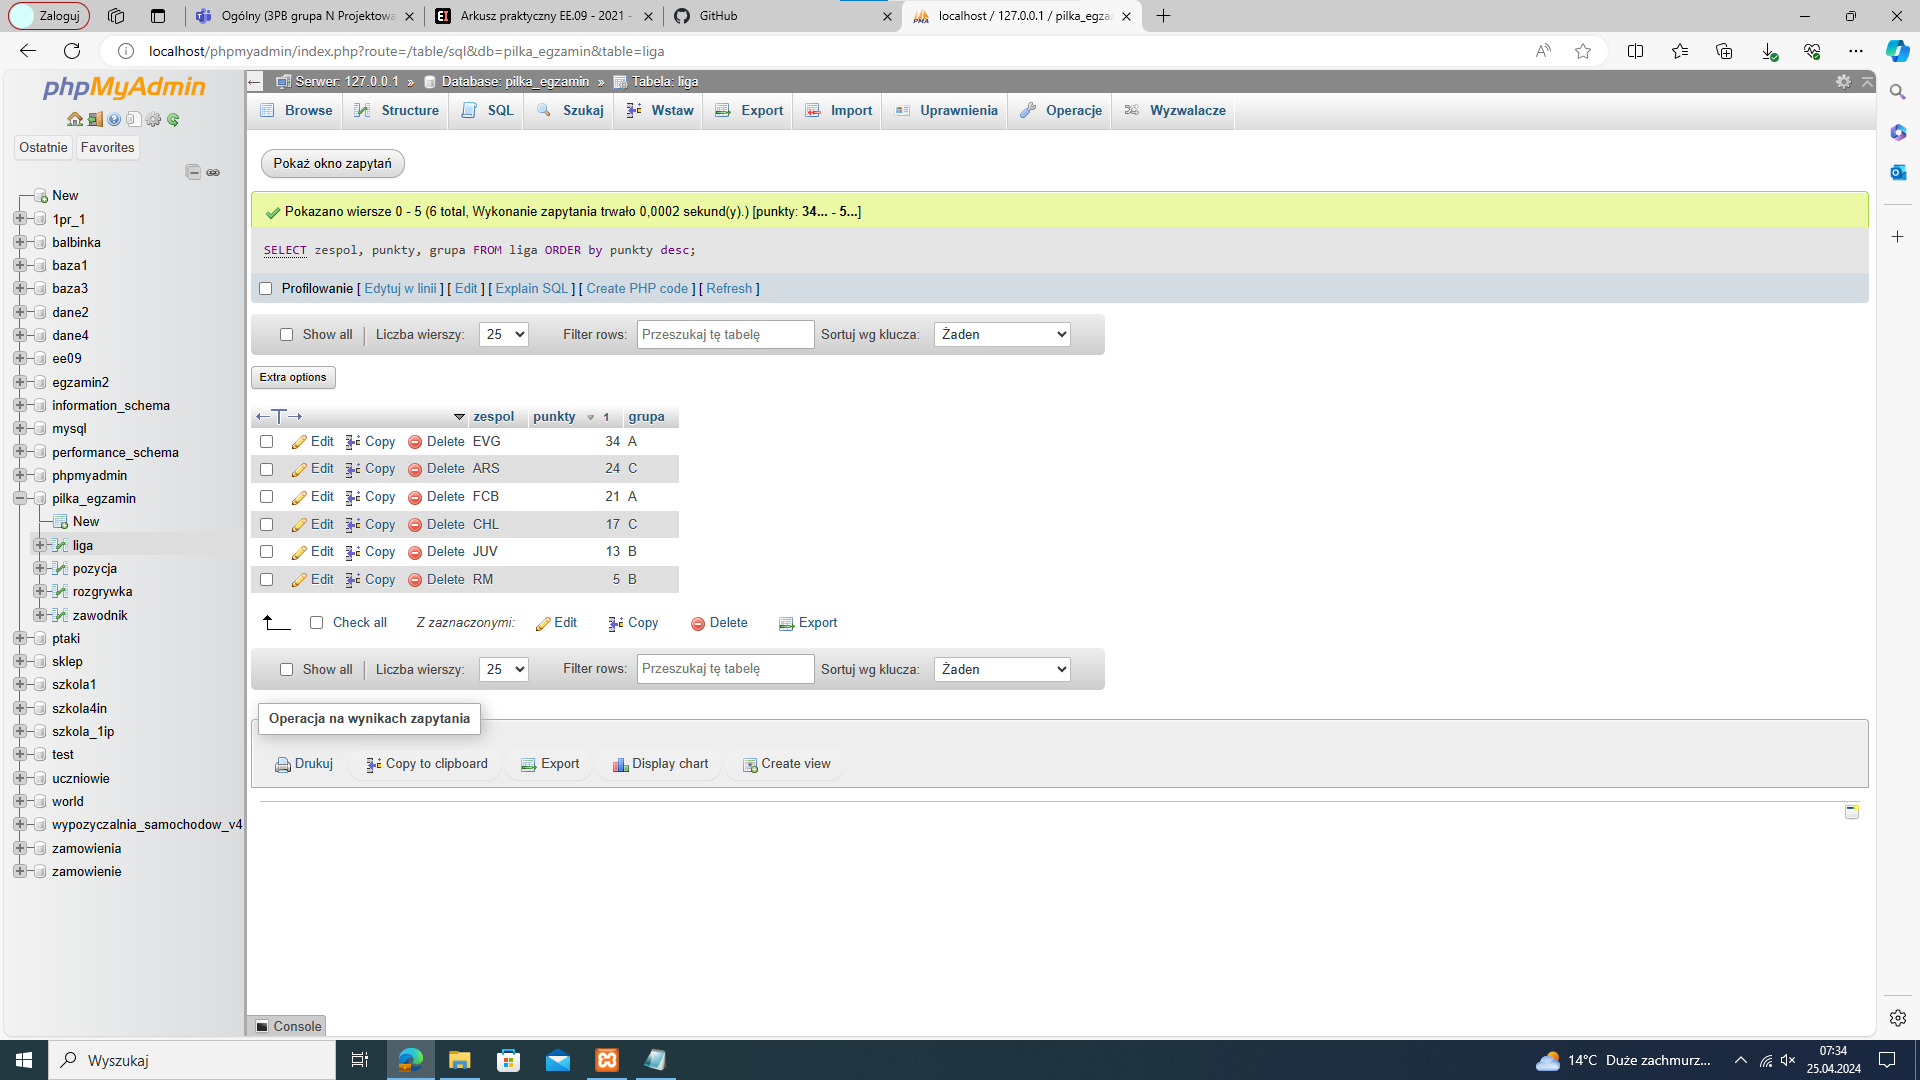 Zaloguj
Ogólny (3PB grupa N Projektowa
Arkusz praktyczny EE.09 - 2021 -
GitHub
localhost / 127.0.0.1 / pilka_egza
localhost/phpmyadmin/index.php?route=/table/sql&db=pilka_egzamin&table=liga
phpMyAdmin
Ostatnie
Favorites
New
1pr_1
balbinka
baza1
baza3
dane2
dane4
ee09
egzamin2
information_schema
mysql
performance_schema
phpmyadmin
pilka_egzamin
New
liga
pozycja
rozgrywka
zawodnik
ptaki
sklep
szkola1
szkola4in
szkola_1ip
test
uczniowie
world
wypozyczalnia_samochodow_v4
zamowienia
zamowienie
Serwer: 127.0.0.1 » Database: pilka_egzamin » Tabela: liga
Browse Structure SQL Szukaj Wstaw Export Import Uprawnienia Operacje Wyzwalacze
Pokaż okno zapytań
Pokazano wiersze 0 - 5 (6 total, Wykonanie zapytania trwało 0,0002 sekund(y).) [punkty: 34... - 5...]
SELECT zespol, punkty, grupa FROM liga ORDER by punkty desc;
Profilowanie [ Edytuj w linii ] [ Edit ] [ Explain SQL ] [ Create PHP code ] [ Refresh ]
Show all Liczba wierszy: 25 Filter rows: Przeszukaj tę tabelę Sortuj wg klucza: Żaden
Extra options
zespol punkty 1 grupa
Edit Copy Delete EVG 34 A
Edit Copy Delete ARS 24 C
Edit Copy Delete FCB 21 A
Edit Copy Delete CHL 17 C
Edit Copy Delete JUV 13 B
Edit Copy Delete RM 5 B
Check all Z zaznaczonymi: Edit Copy Delete Export
Show all Liczba wierszy: 25 Filter rows: Przeszukaj tę tabelę Sortuj wg klucza: Żaden
Operacja na wynikach zapytania
Drukuj Copy to clipboard Export Display chart Create view
Console
Wyszukaj
14°C Duże zachmurz...
07:34
25.04.2024